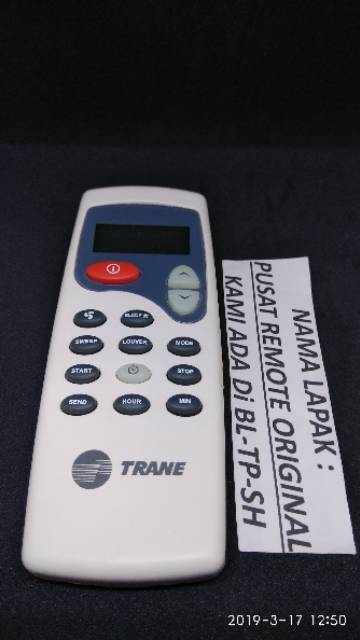 SLEEP
SWEEP LOUVER MODE
START STOP
SEND HOUR MIN
TRANE
NAMA LAPAK :
PUSAT REMOTE ORIGINAL
KAMI ADA Di BL-TP-SH
2019-3-17 12:50